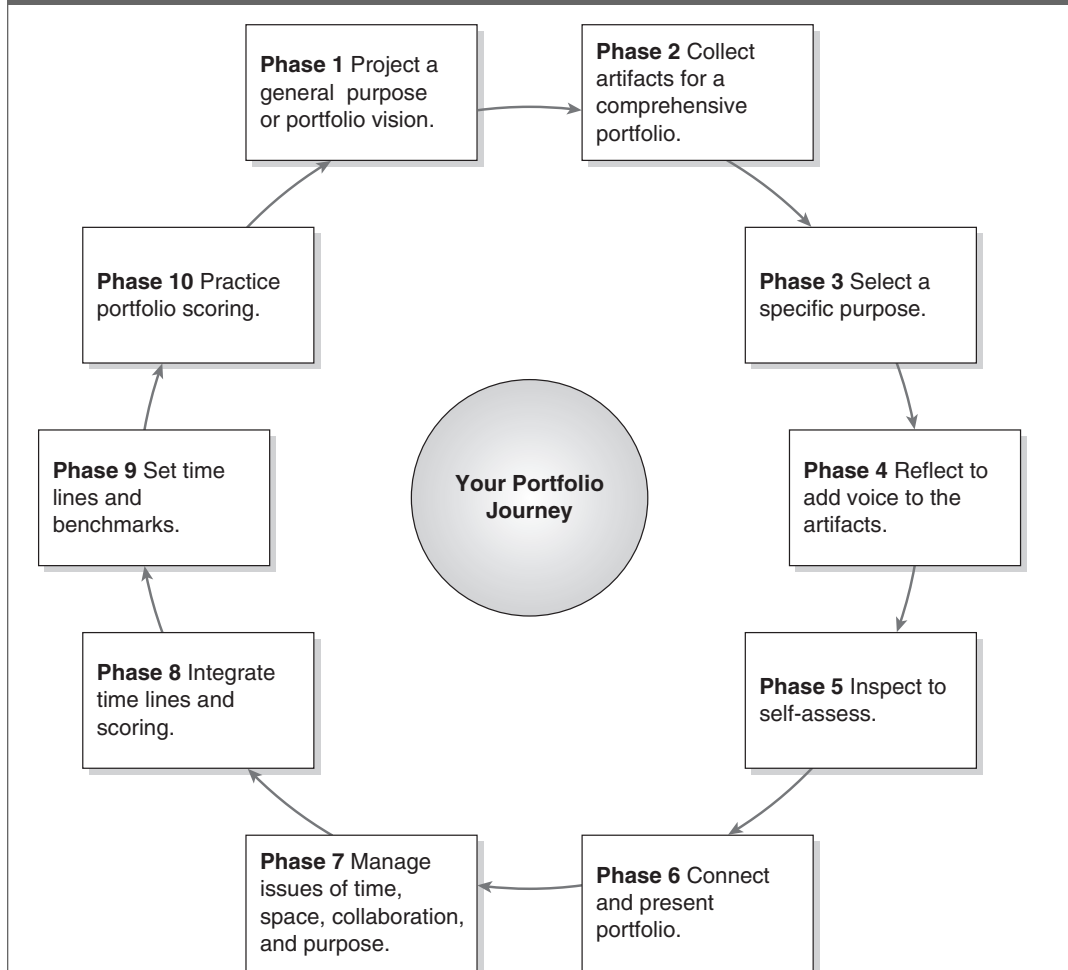 Phase 1 Project a
general purpose
or portfolio vision.
Phase 2 Collect
artifacts for a
comprehensive
portfolio.
Phase 3 Select a
specific purpose.
Phase 4 Reflect to
add voice to the
artifacts.
Phase 5 Inspect to
self-assess.
Phase 6 Connect
and present
portfolio.
Phase 7 Manage
issues of time,
space, collaboration,
and purpose.
Phase 8 Integrate
time lines and
scoring.
Phase 9 Set time
lines and
benchmarks.
Phase 10 Practice
portfolio scoring.
Your Portfolio
Journey